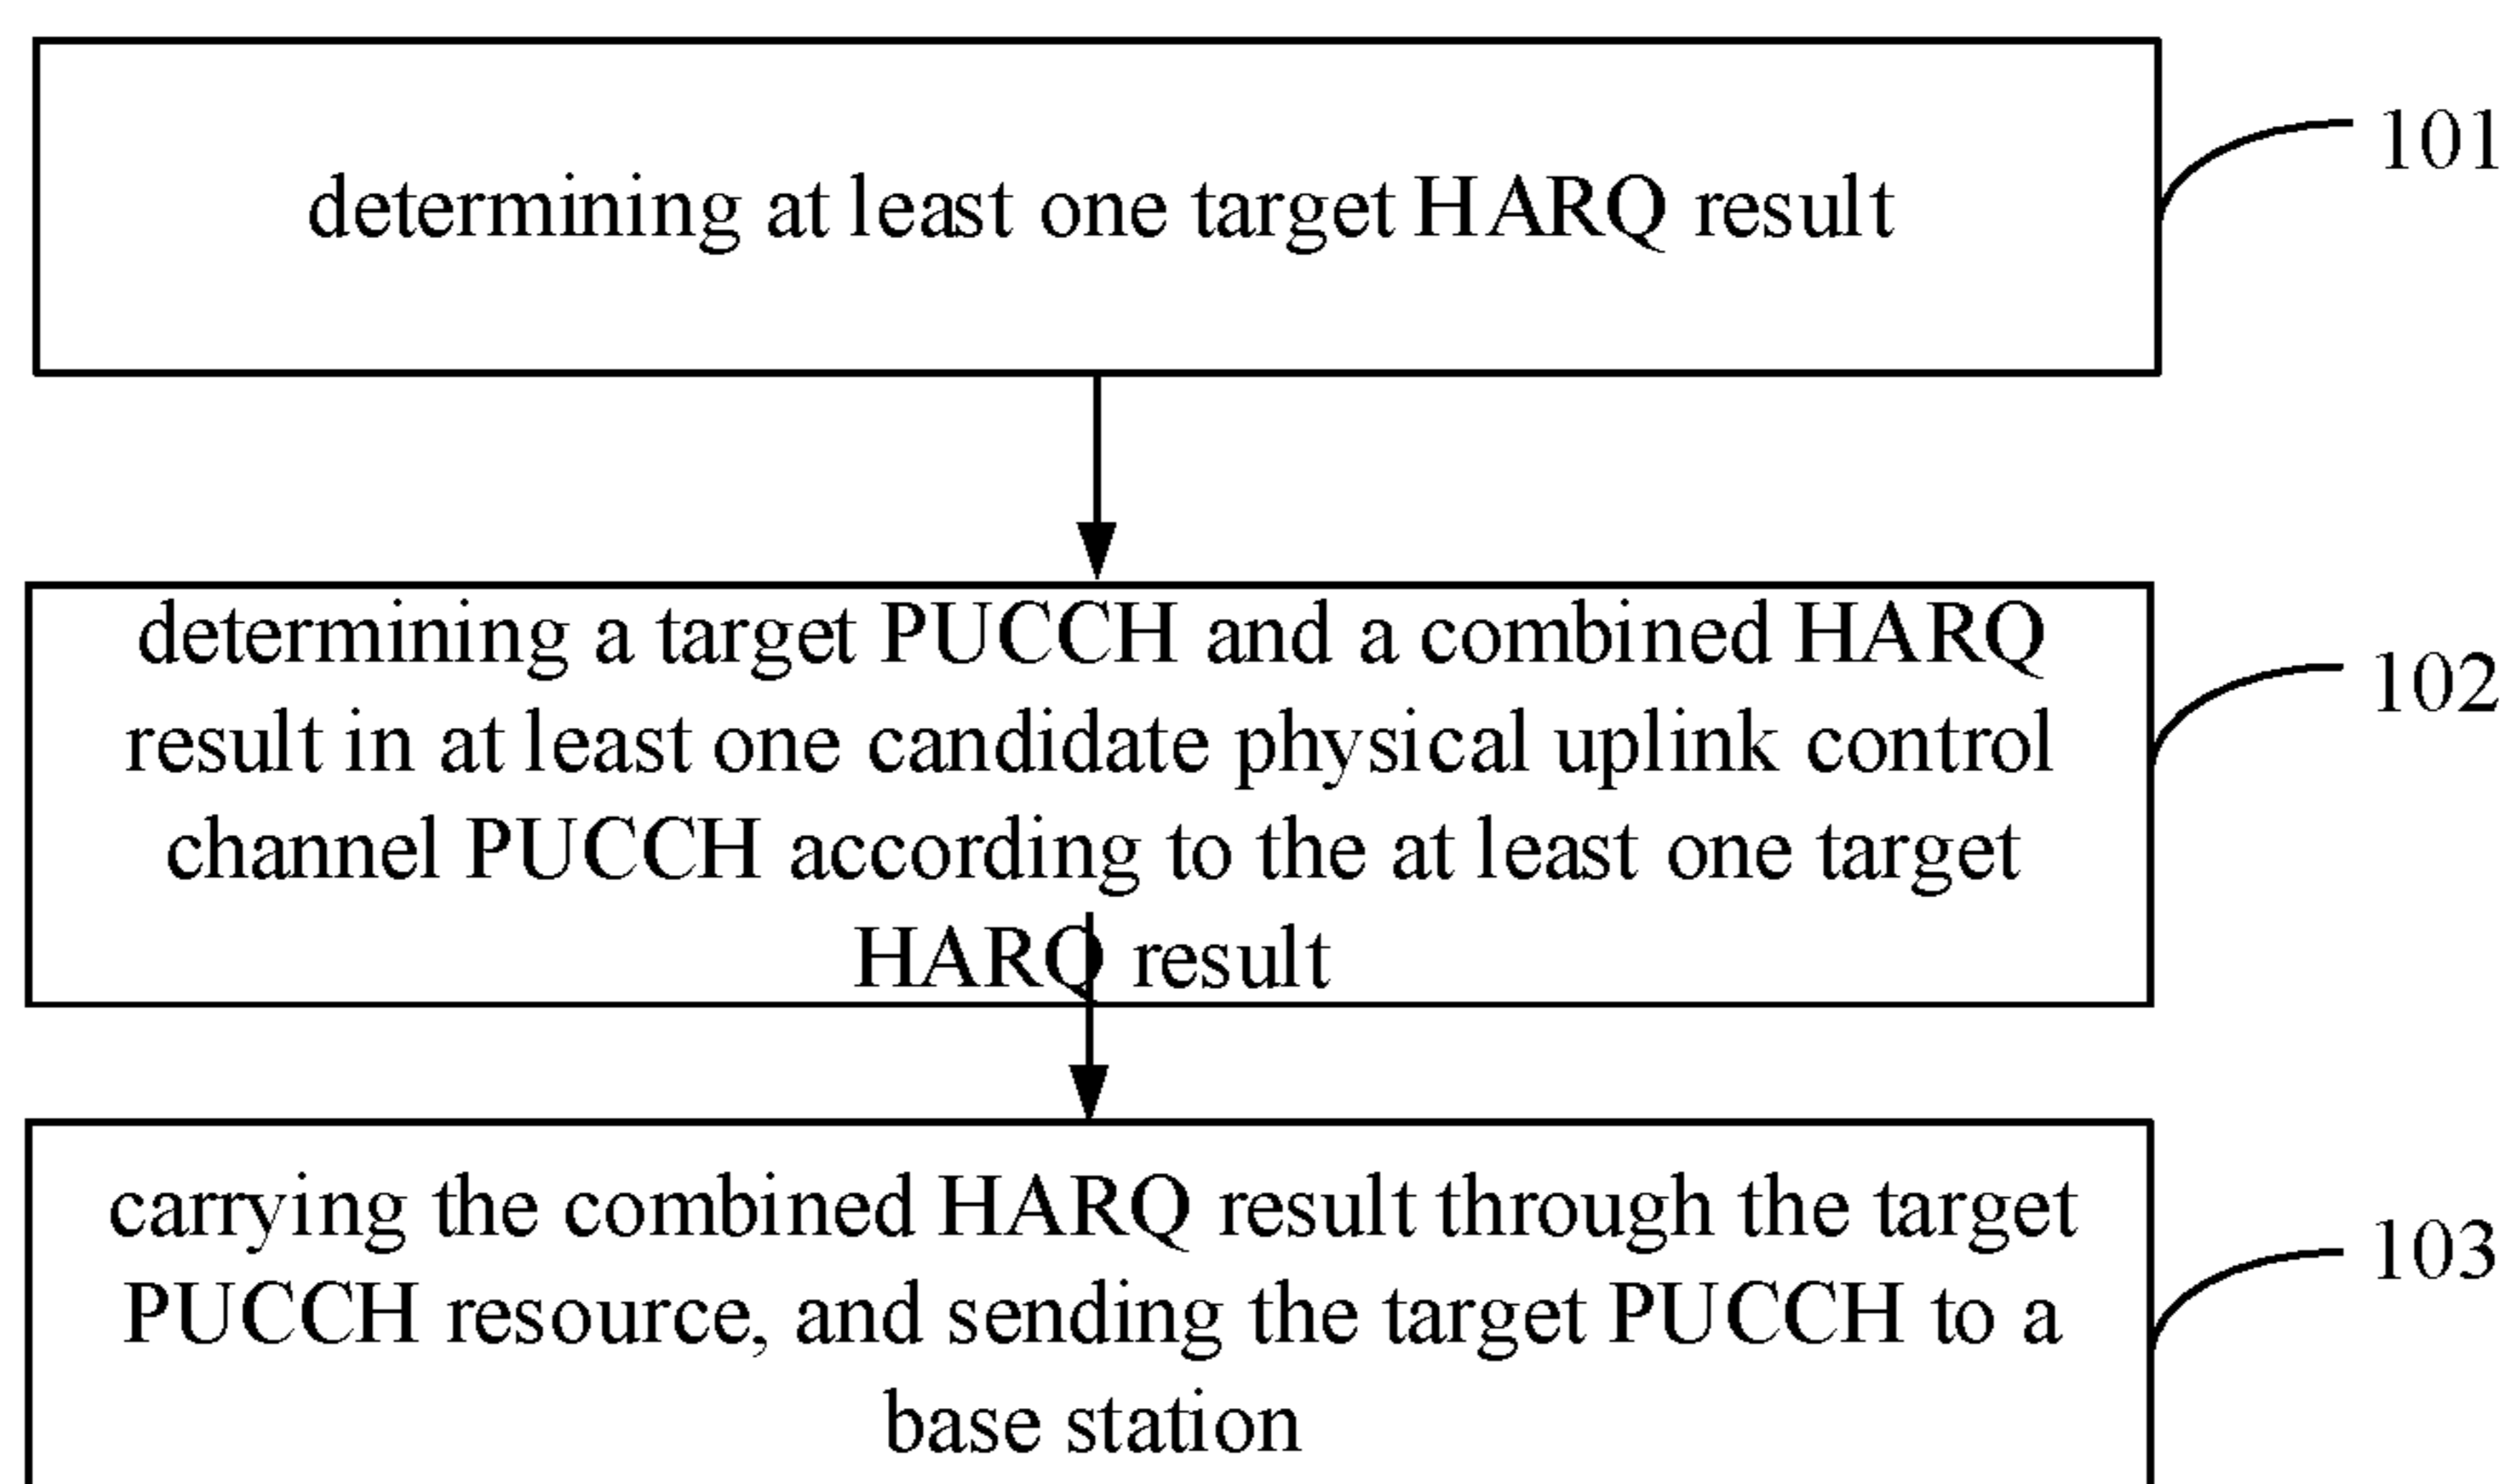 determining at least one target HARQ result
101
determining a target PUCCH and a combined HARQ
result in at least one candidate physical uplink control
channel PUCCH according to the at least one target
HARQ result
102
carrying the combined HARQ result through the target
PUCCH resource, and sending the target PUCCH to a
base station
103